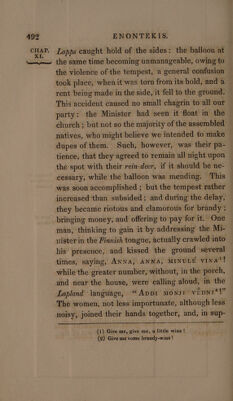 492 ENONTEKIS.
CHAP. XI.
Lapps caught hold of the sides: the balloon at
the same time becoming unmanageable, owing to
the violence of the tempest, a general confusion
took place, when it was torn from its hold, and a
rent being made in the side, it fell to the ground.
This accident caused no small chagrin to all our
party: the Minister had seen it float in the
church; but not so the majority of the assembled
natives, who might believe we intended to make
dupes of them. Such, however, was their pa-
tience, that they agreed to remain all night upon
the spot with their rein-deer, if it should be ne-
cessary, while the balloon was mending. This
was soon accomplished; but the tempest rather
increased than subsided; and during the delay,
they became riotous and clamorous for brandy;
bringing money, and offering to pay for it. One
man, thinking to gain it by addressing the Mi-
nister in the Finnish tongue, actually crawled into
his presence, and kissed the ground several
times, saying, ANNA, ANNA, MINULE VINA¹!
while the greater number, without, in the porch,
and near the house, were calling aloud, in the
Lapland language, "ADDI MONJI VÊDNI²!"
The women, not less importunate, although less
noisy, joined their hands together, and, in sup-
(1) Give me, give me, a little wine!
(2) Give me some brandy-wine!